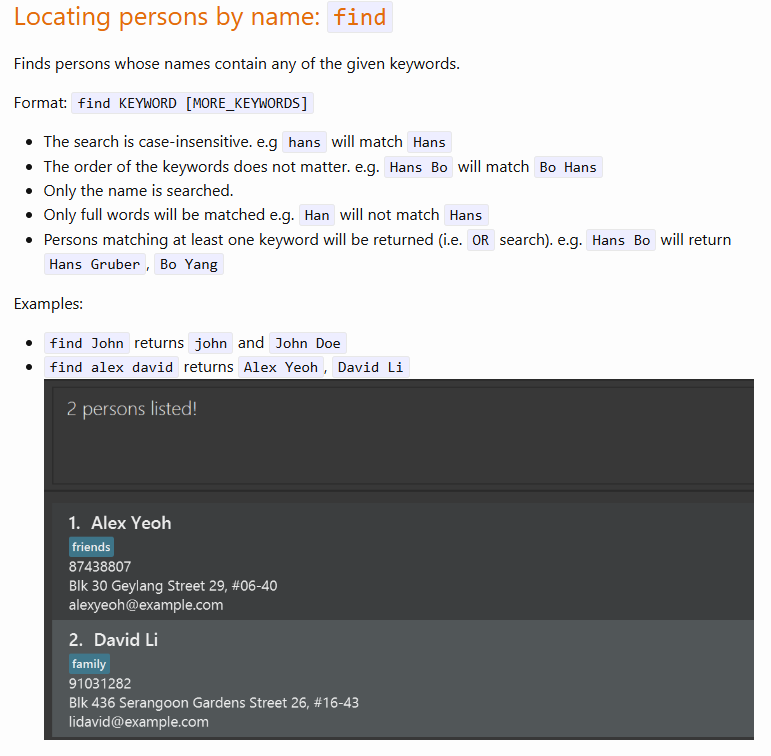 Locating persons by name: find
Finds persons whose names contain any of the given keywords.
Format: find KEYWORD [MORE_KEYWORDS]
The search is case-insensitive. e.g hans will match Hans
The order of the keywords does not matter. e.g. Hans Bo will match Bo Hans
Only the name is searched.
Only full words will be matched e.g. Han will not match Hans
Persons matching at least one keyword will be returned (i.e. OR search). e.g. Hans Bo will return
Hans Gruber, Bo Yang
Examples:
find John returns john and John Doe
find alex david returns Alex Yeoh, David Li
2 persons listed!
1. Alex Yeoh
friends
87438807
Blk 30 Geylang Street 29, #06-40
alexyeoh@example.com
2. David Li
family
91031282
Blk 436 Serangoon Gardens Street 26, #16-43
lidavid@example.com